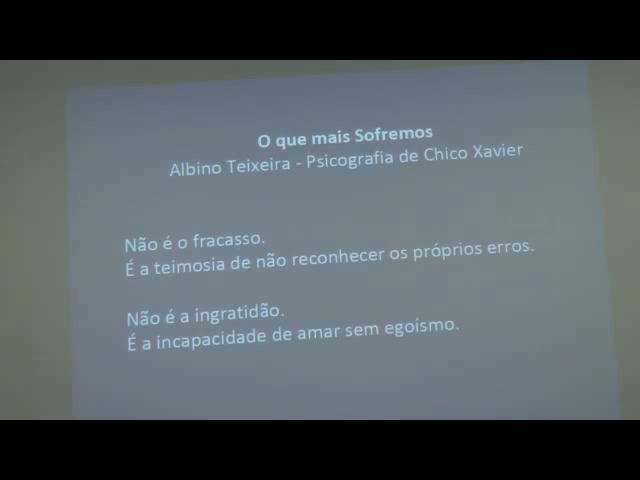 O que mais Sofremos
Albino Teixeira - Psicografia de Chico Xavier
Não é o fracasso.
É a teimosia de não reconhecer os próprios erros.
Não é a ingratidão.
É a incapacidade de amar sem egoísmo.